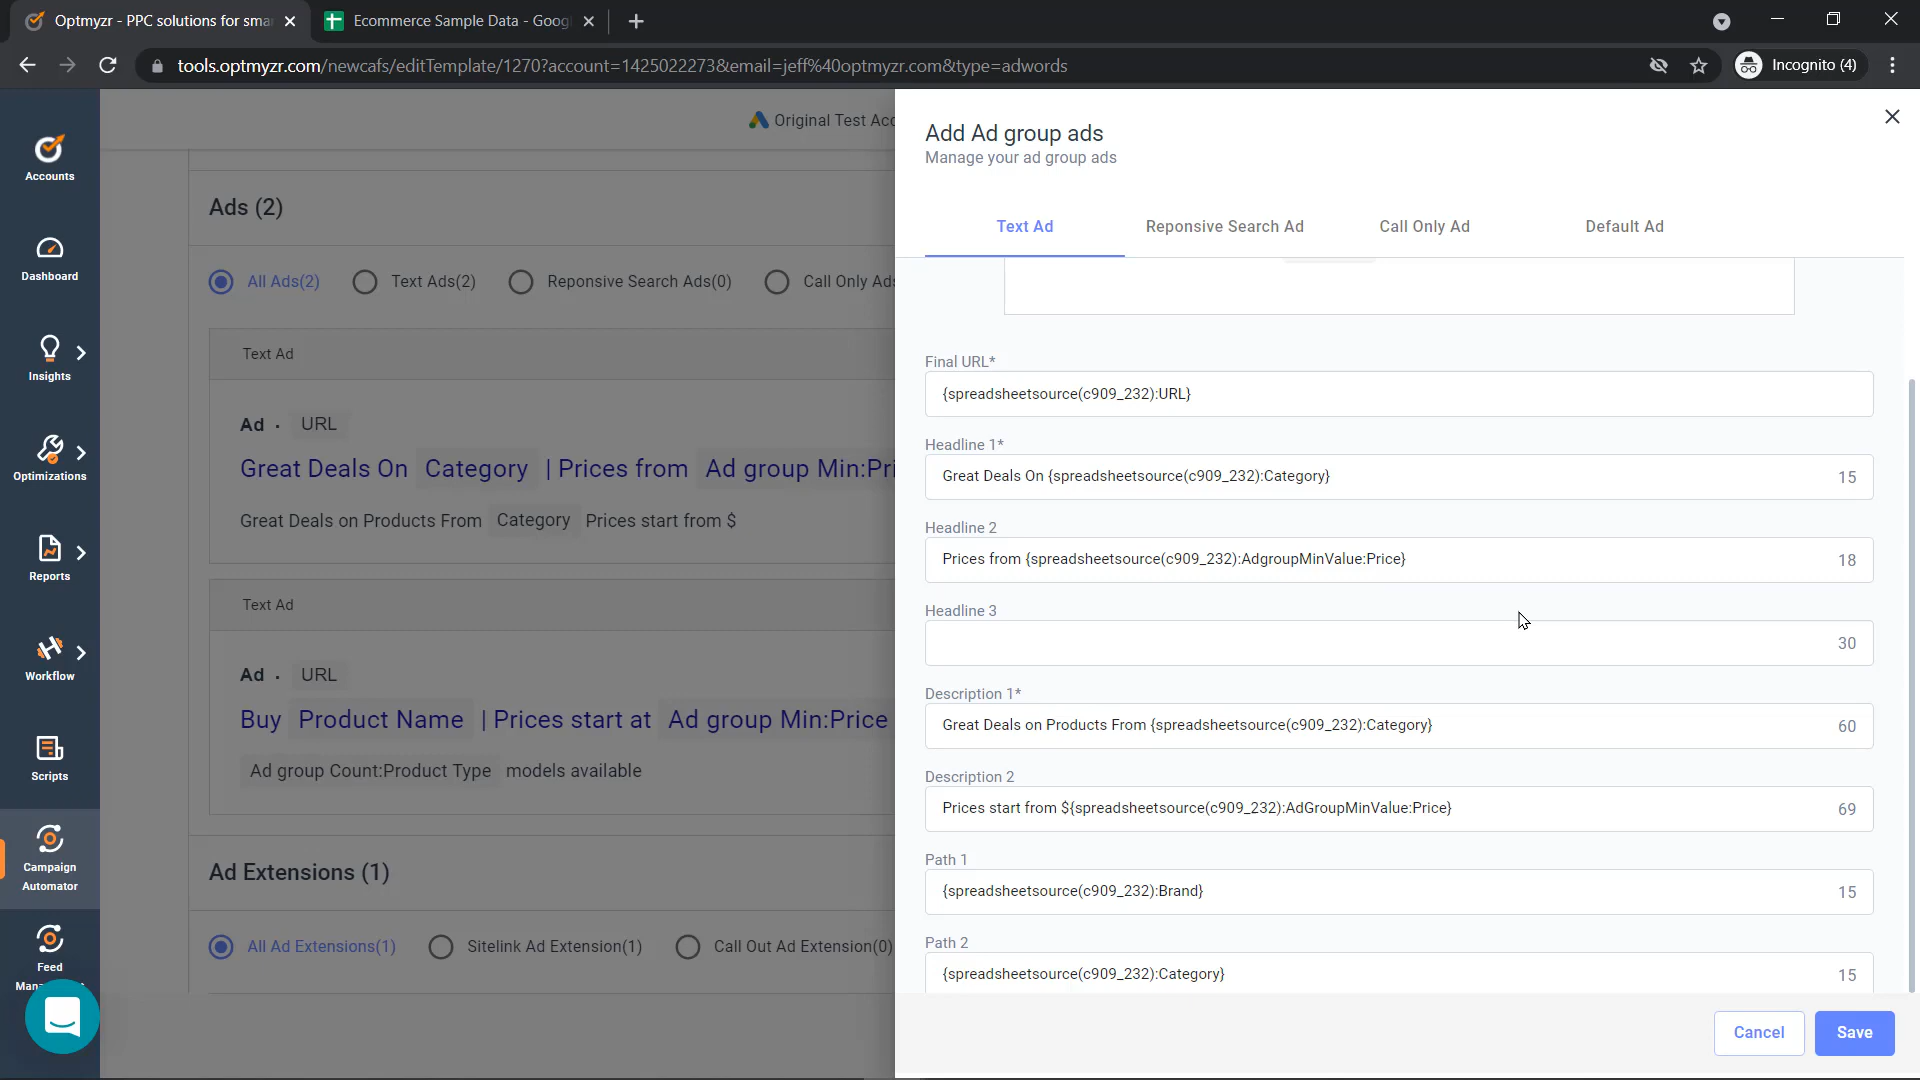 Optmyzr - PPC solutions for sma
Ecommerce Sample Data - Goog
tools.optmyzr.com/newcafs/editTemplate/1270?account=1425022273&email=jeff%40optmyzr.com&type=adwords
Incognito (4)
Accounts
Dashboard
Insights
Optimizations
Reports
Workflow
Scripts
Campaign
Automator
Feed
Original Test Acc
Ads (2)
All Ads(2)
Text Ads(2)
Reponsive Search Ads(0)
Call Only Ads
Text Ad
Ad · URL
Great Deals On Category | Prices from Ad group Min:Pri
Great Deals on Products From Category Prices start from $
Text Ad
Ad · URL
Buy Product Name | Prices start at Ad group Min:Price
Ad group Count:Product Type models available
Ad Extensions (1)
All Ad Extensions(1)
Sitelink Ad Extension(1)
Call Out Ad Extension(0)
Add Ad group ads
Manage your ad group ads
Text Ad
Reponsive Search Ad
Call Only Ad
Default Ad
Final URL*
{spreadsheetsource(c909_232):URL}
Headline 1*
Great Deals On {spreadsheetsource(c909_232):Category} 15
Headline 2
Prices from {spreadsheetsource(c909_232):AdgroupMinValue:Price} 18
Headline 3
30
Description 1*
Great Deals on Products From {spreadsheetsource(c909_232):Category} 60
Description 2
Prices start from ${spreadsheetsource(c909_232):AdGroupMinValue:Price} 69
Path 1
{spreadsheetsource(c909_232):Brand} 15
Path 2
{spreadsheetsource(c909_232):Category} 15
Cancel
Save